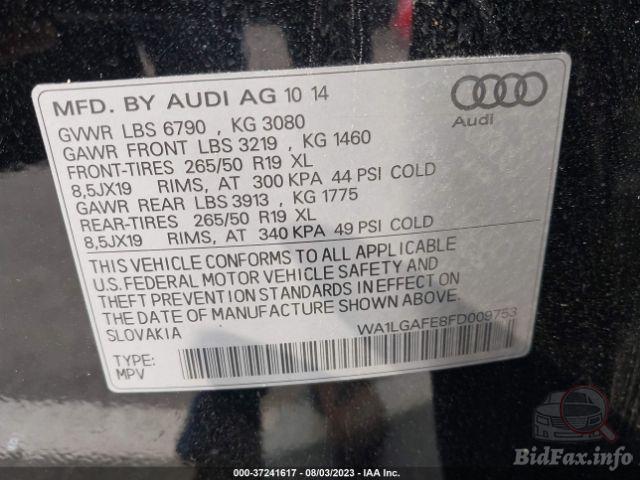 MFD. BY AUDI AG 10 14
Audi
GVWR LBS 6790 , KG 3080
GAWR FRONT LBS 3219 , KG 1460
FRONT-TIRES 265/50 R19 XL
8,5JX19 RIMS, AT 300 KPA 44 PSI COLD
GAWR REAR LBS 3913 , KG 1775
REAR-TIRES 265/50 R19 XL
8,5JX19 RIMS, AT 340 KPA 49 PSI COLD
THIS VEHICLE CONFORMS TO ALL APPLICABLE
U.S. FEDERAL MOTOR VEHICLE SAFETY AND
THEFT PREVENTION STANDARDS IN EFFECT ON
THE DATE OF MANUFACTURE SHOWN ABOVE.
SLOVAKIA
WA1LGAFE8FD009753
TYPE:
MPV
000-37241617 - 08/03/2023 - IAA Inc.
BidFax.info